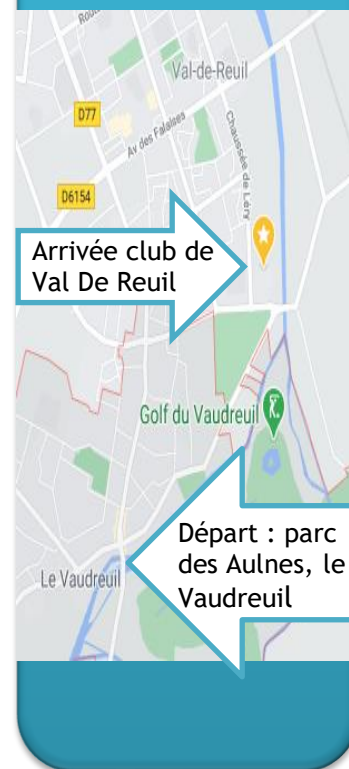 Route
Val-de-Reuil
D77
Av des Falaises
Chaussée de Léry
D6154
Arrivée club de
Val De Reuil
Golf du Vaudreuil
Départ : parc
des Aulnes, le
Vaudreuil
Le Vaudreuil